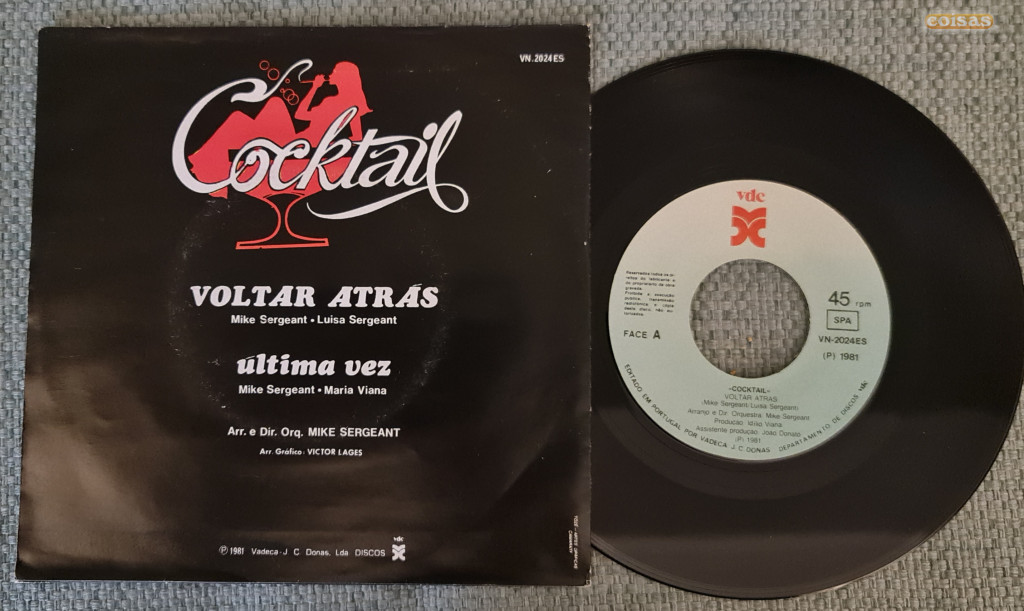 coisas
VN.2024ES
Cocktail
VOLTAR ATRÁS
Mike Sergeant • Luisa Sergeant
última vez
Mike Sergeant • Maria Viana
Arr. e Dir. Orq. MIKE SERGEANT
Arr. Gráfico: VICTOR LAGES
vdc
℗ 1981 Vadeca - J. C. Donas, Lda DISCOS
vdc
45 rpm
SPA
VN-2024ES
(P) 1981
FACE A
-COCKTAIL-
VOLTAR ATRAS
(Mike Sergeant/Luisa Sergeant)
Arranjo e Dir. Orquestra: Mike Sergeant
Produção: Idálio Viana
Assistente produção: João Donato
(P) 1981
EDITADO EM PORTUGAL POR VADECA J. C. DONAS DEPARTAMENTO DE DISCOS vdc